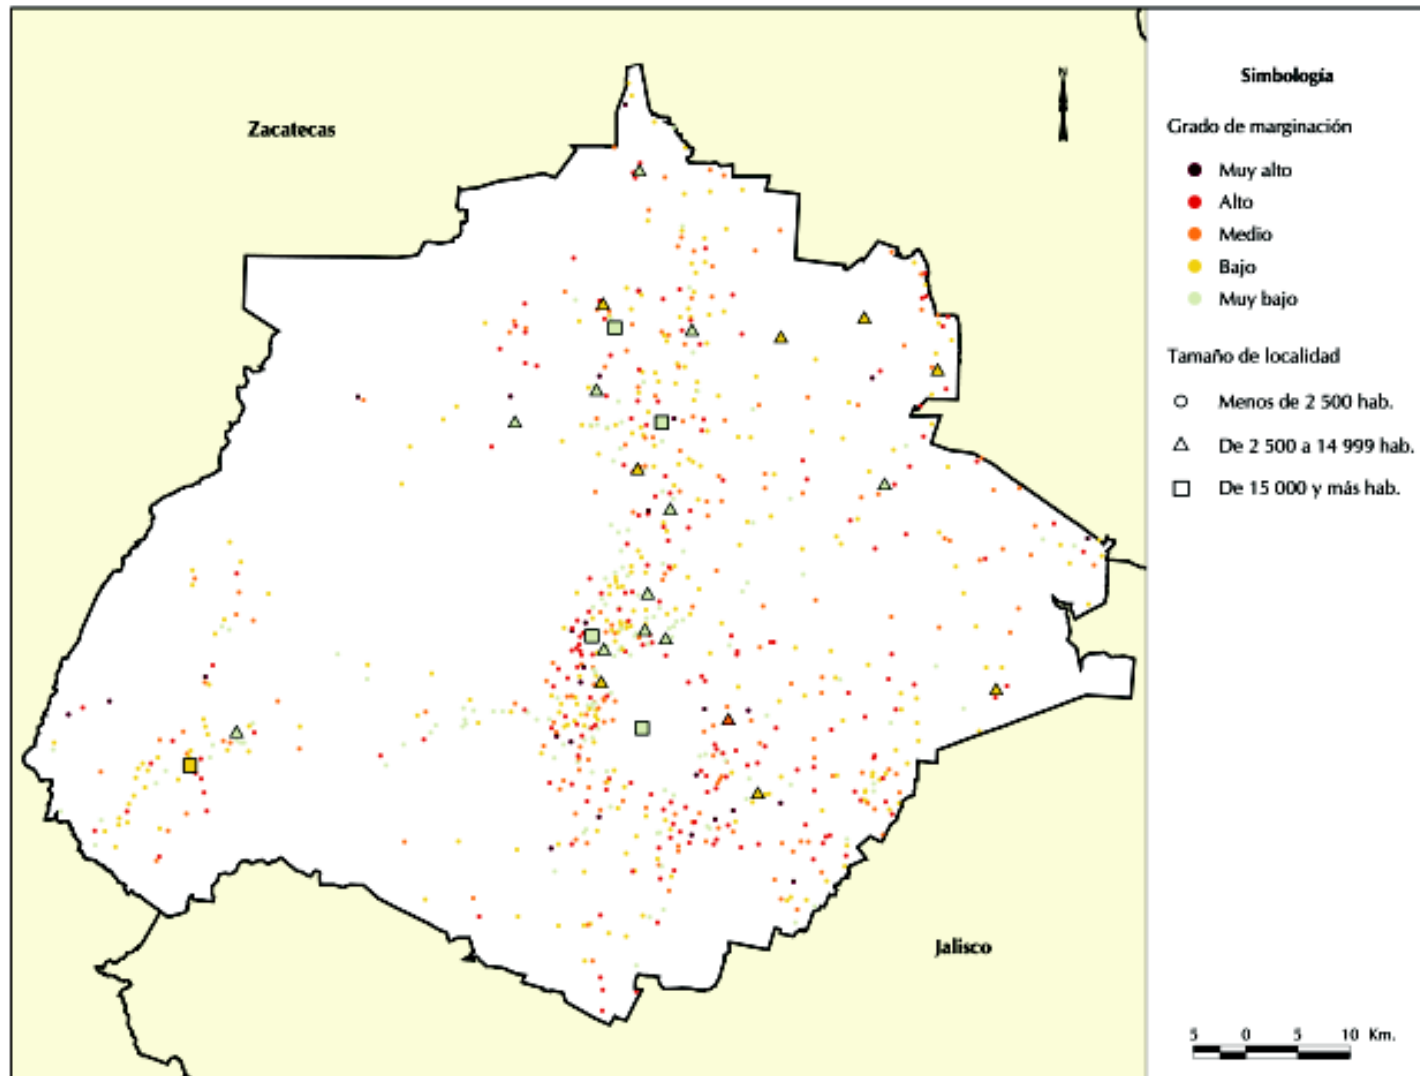 Zacatecas
Jalisco
N
Simbología
Grado de marginación
Muy alto
Alto
Medio
Bajo
Muy bajo
Tamaño de localidad
Menos de 2 500 hab.
De 2 500 a 14 999 hab.
De 15 000 y más hab.
5 0 5 10 Km.